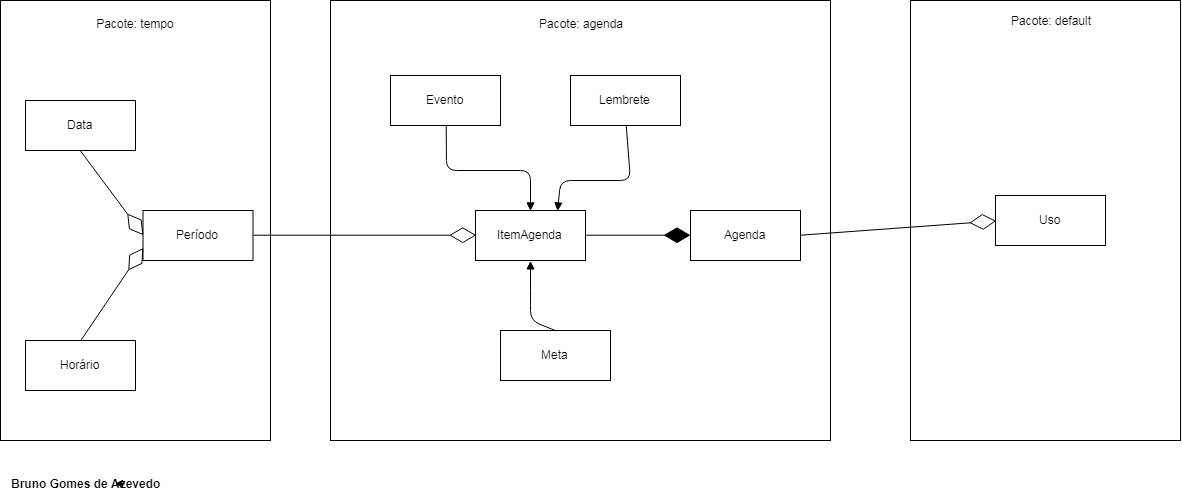 Pacote: tempo
Pacote: agenda
Pacote: default
Evento
Lembrete
Data
Uso
Período
ItemAgenda
Agenda
Meta
Horário
Bruno Gomes de Azevedo